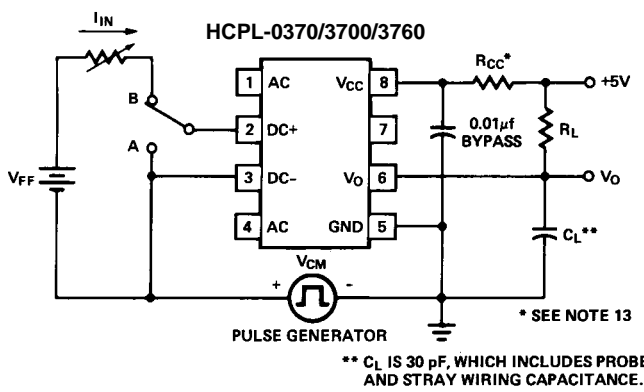 HCPL-0370/3700/3760
I_IN
R_CC*
+5V
1 AC
V_CC 8
B
2 DC+
7
0.01µf
BYPASS
R_L
A
3 DC-
V_O 6
V_O
V_FF
4 AC
GND 5
C_L**
V_CM
+ -
PULSE GENERATOR
* SEE NOTE 13
** C_L IS 30 pF, WHICH INCLUDES PROBE
AND STRAY WIRING CAPACITANCE.